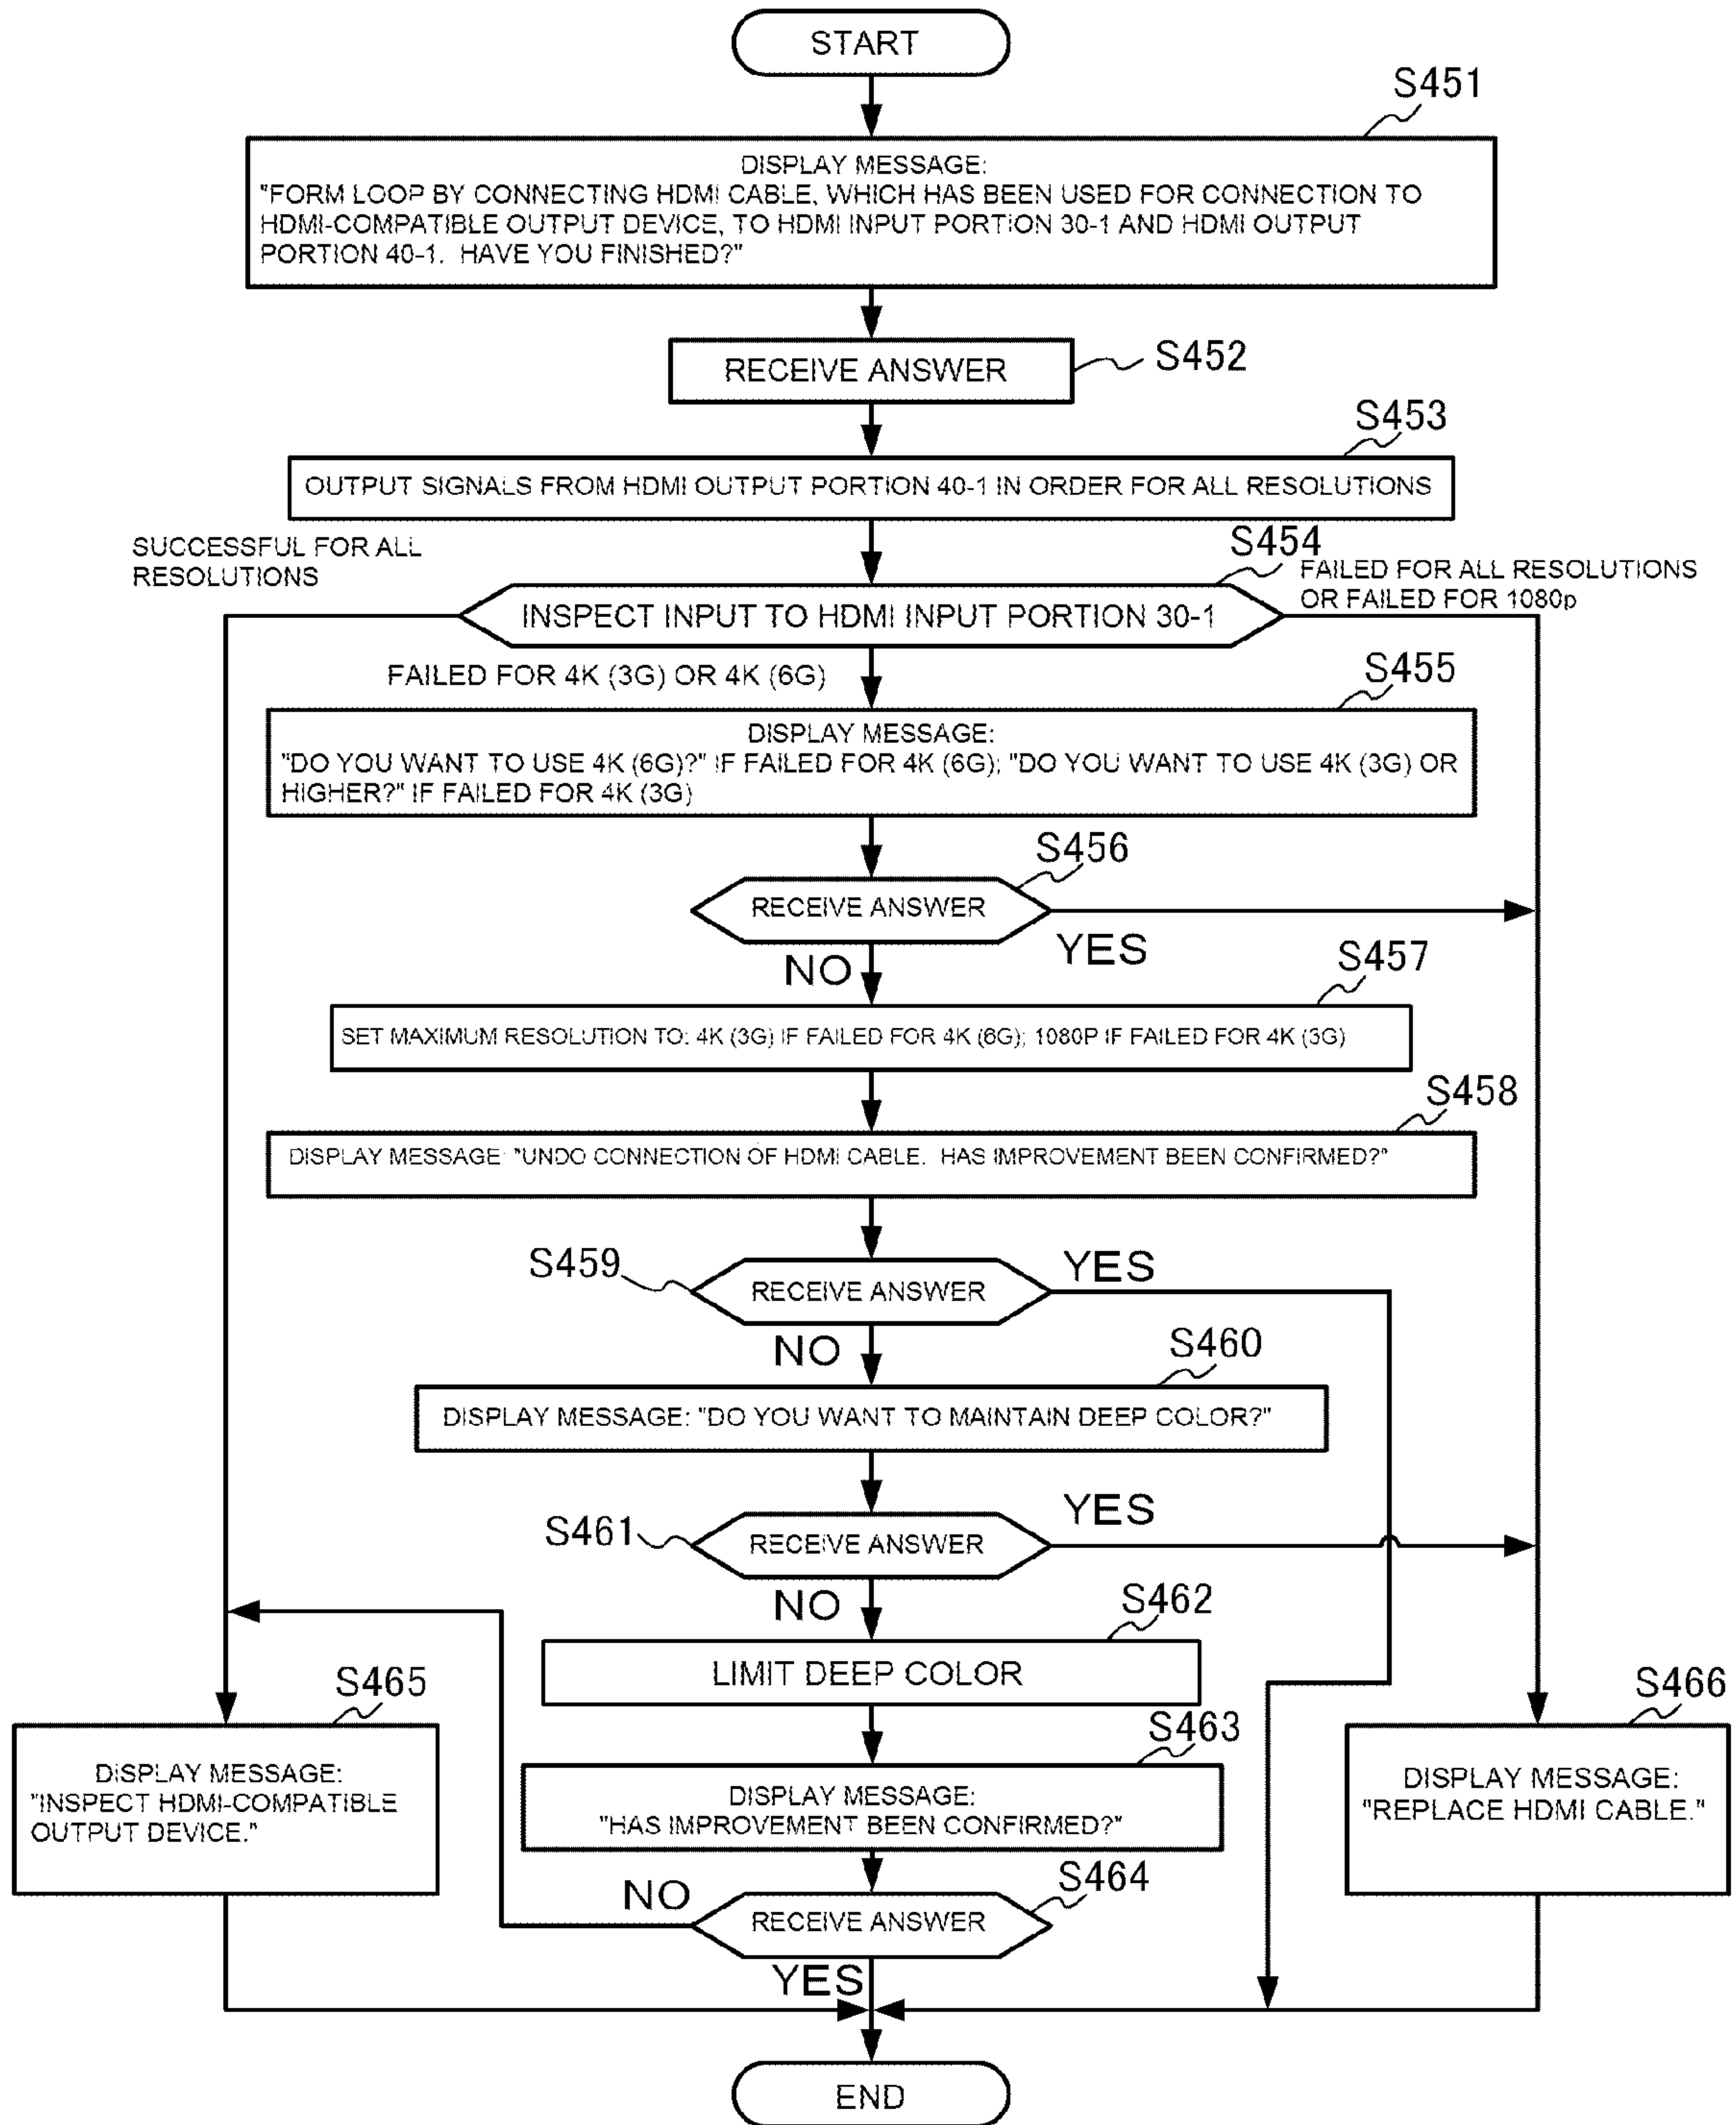 START
S451
DISPLAY MESSAGE:
"FORM LOOP BY CONNECTING HDMI CABLE, WHICH HAS BEEN USED FOR CONNECTION TO
HDMI-COMPATIBLE OUTPUT DEVICE, TO HDMI INPUT PORTION 30-1 AND HDMI OUTPUT
PORTION 40-1. HAVE YOU FINISHED?"
RECEIVE ANSWER
S452
S453
OUTPUT SIGNALS FROM HDMI OUTPUT PORTION 40-1 IN ORDER FOR ALL RESOLUTIONS
SUCCESSFUL FOR ALL
RESOLUTIONS
S454
FAILED FOR ALL RESOLUTIONS
OR FAILED FOR 1080p
INSPECT INPUT TO HDMI INPUT PORTION 30-1
FAILED FOR 4K (3G) OR 4K (6G)
S455
DISPLAY MESSAGE:
"DO YOU WANT TO USE 4K (6G)?" IF FAILED FOR 4K (6G); "DO YOU WANT TO USE 4K (3G) OR
HIGHER?" IF FAILED FOR 4K (3G)
S456
RECEIVE ANSWER
YES
NO
S457
SET MAXIMUM RESOLUTION TO: 4K (3G) IF FAILED FOR 4K (6G); 1080P IF FAILED FOR 4K (3G)
S458
DISPLAY MESSAGE: "UNDO CONNECTION OF HDMI CABLE. HAS IMPROVEMENT BEEN CONFIRMED?"
S459
RECEIVE ANSWER
YES
NO
S460
DISPLAY MESSAGE: "DO YOU WANT TO MAINTAIN DEEP COLOR?"
S461
RECEIVE ANSWER
YES
NO
S462
LIMIT DEEP COLOR
S463
DISPLAY MESSAGE:
"HAS IMPROVEMENT BEEN CONFIRMED?"
S464
RECEIVE ANSWER
NO
YES
S465
DISPLAY MESSAGE:
"INSPECT HDMI-COMPATIBLE
OUTPUT DEVICE."
S466
DISPLAY MESSAGE:
"REPLACE HDMI CABLE."
END